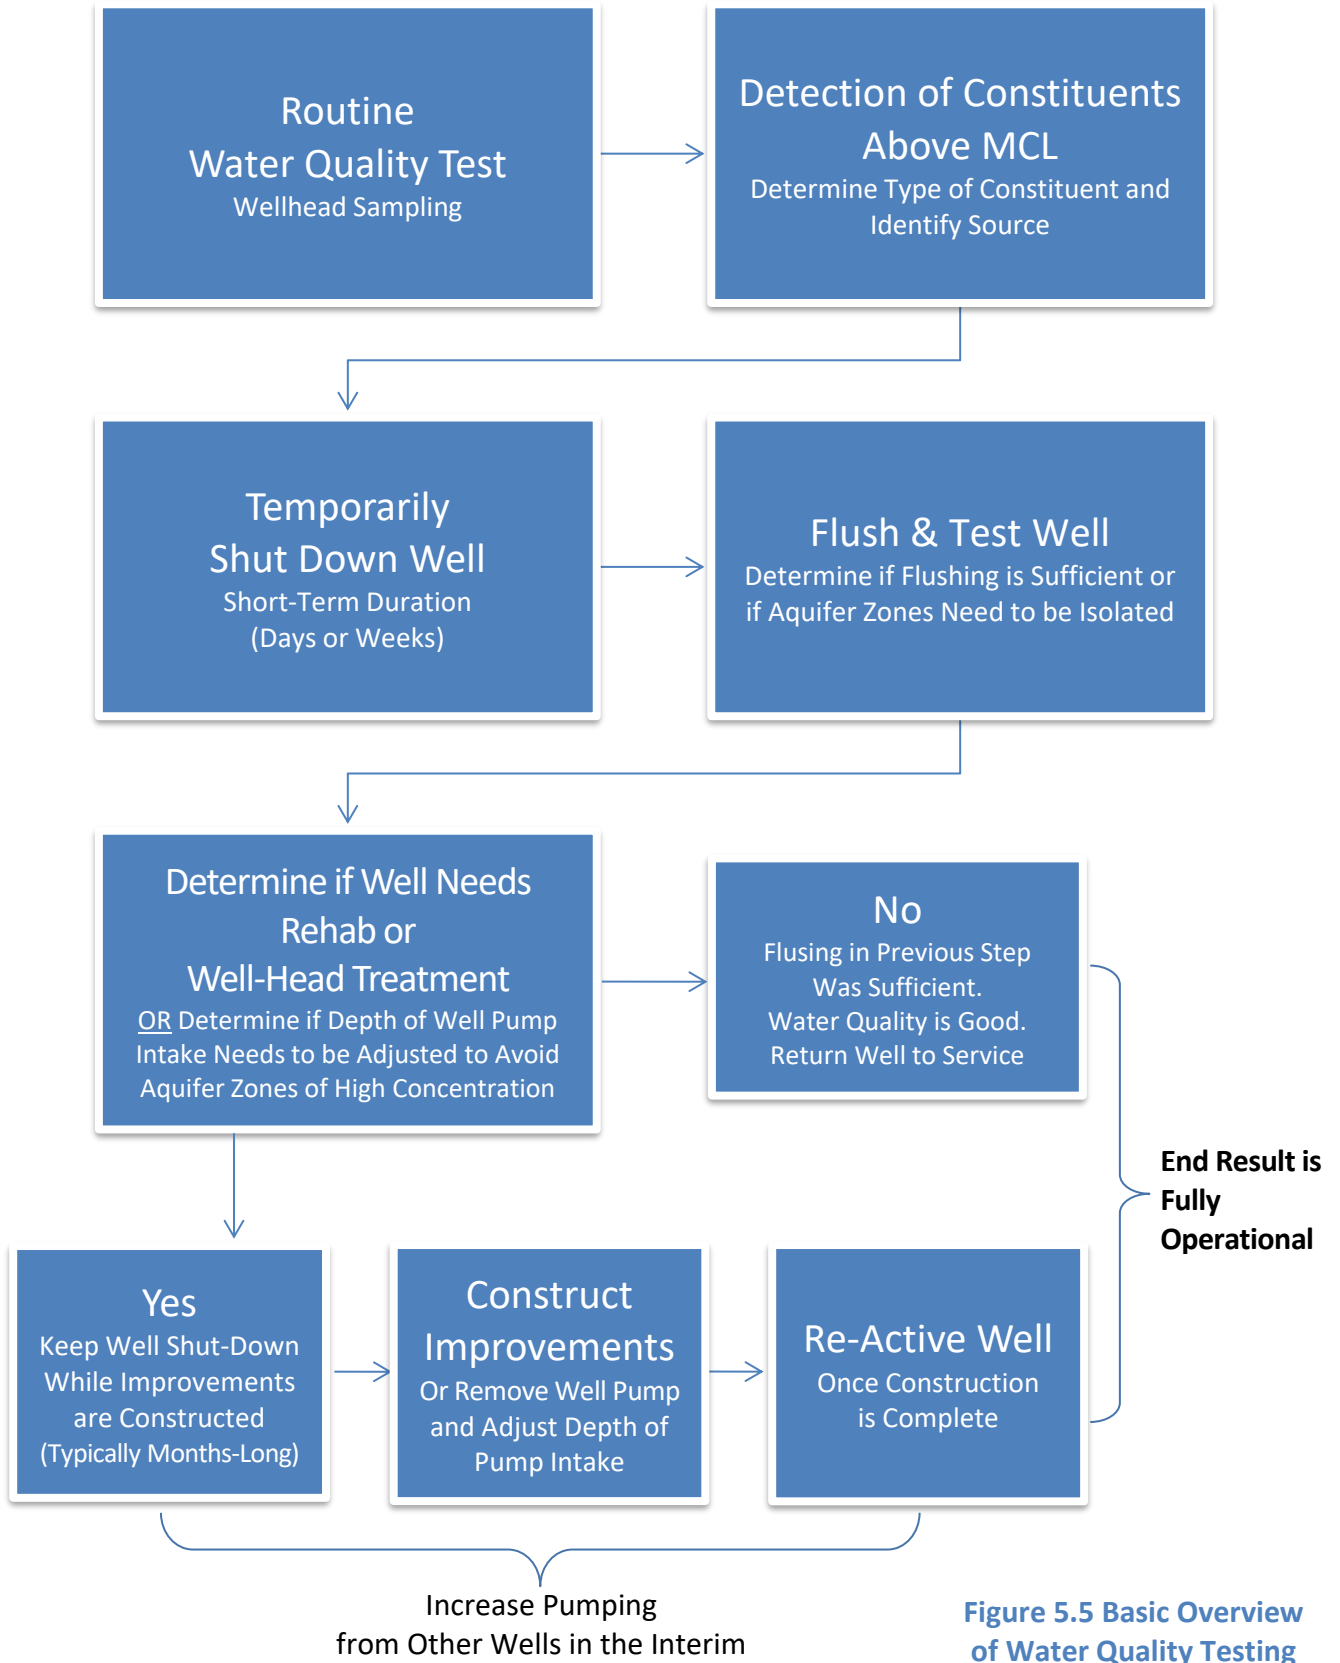 Routine
Water Quality Test
Wellhead Sampling
Detection of Constituents
Above MCL
Determine Type of Constituent and
Identify Source
Temporarily
Shut Down Well
Short-Term Duration
(Days or Weeks)
Flush & Test Well
Determine if Flushing is Sufficient or
if Aquifer Zones Need to be Isolated
Determine if Well Needs
Rehab or
Well-Head Treatment
OR Determine if Depth of Well Pump
Intake Needs to be Adjusted to Avoid
Aquifer Zones of High Concentration
No
Flusing in Previous Step
Was Sufficient.
Water Quality is Good.
Return Well to Service
End Result is
Fully
Operational
Yes
Keep Well Shut-Down
While Improvements
are Constructed
(Typically Months-Long)
Construct
Improvements
Or Remove Well Pump
and Adjust Depth of
Pump Intake
Re-Active Well
Once Construction
is Complete
Increase Pumping
from Other Wells in the Interim
Figure 5.5 Basic Overview
of Water Quality Testing